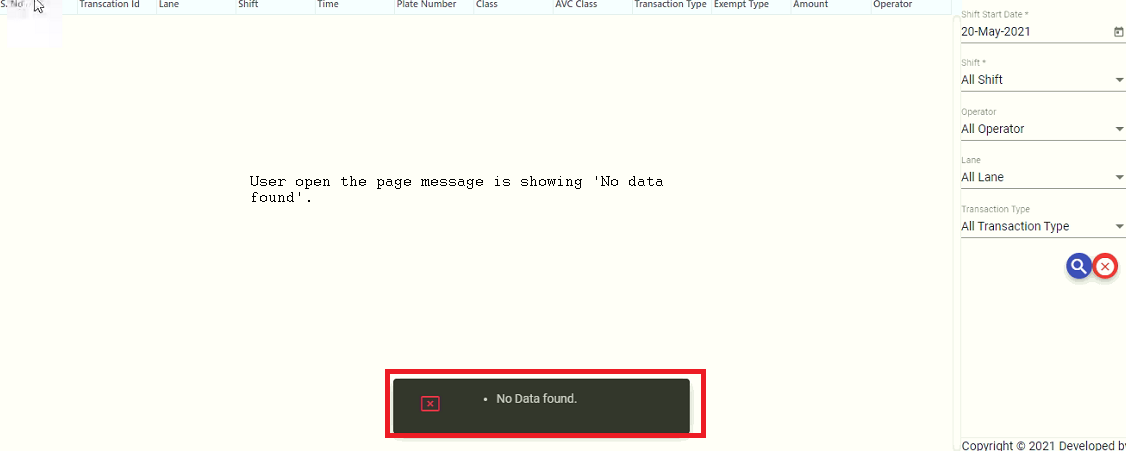 S. No Transcation Id Lane Shift Time Plate Number Class AVC Class Transaction Type Exempt Type Amount Operator
Shift Start Date *
20-May-2021
Shift *
All Shift
Operator
All Operator
Lane
All Lane
Transaction Type
All Transaction Type
User open the page message is showing 'No data
found'.
• No Data found.
Copyright © 2021 Developed by